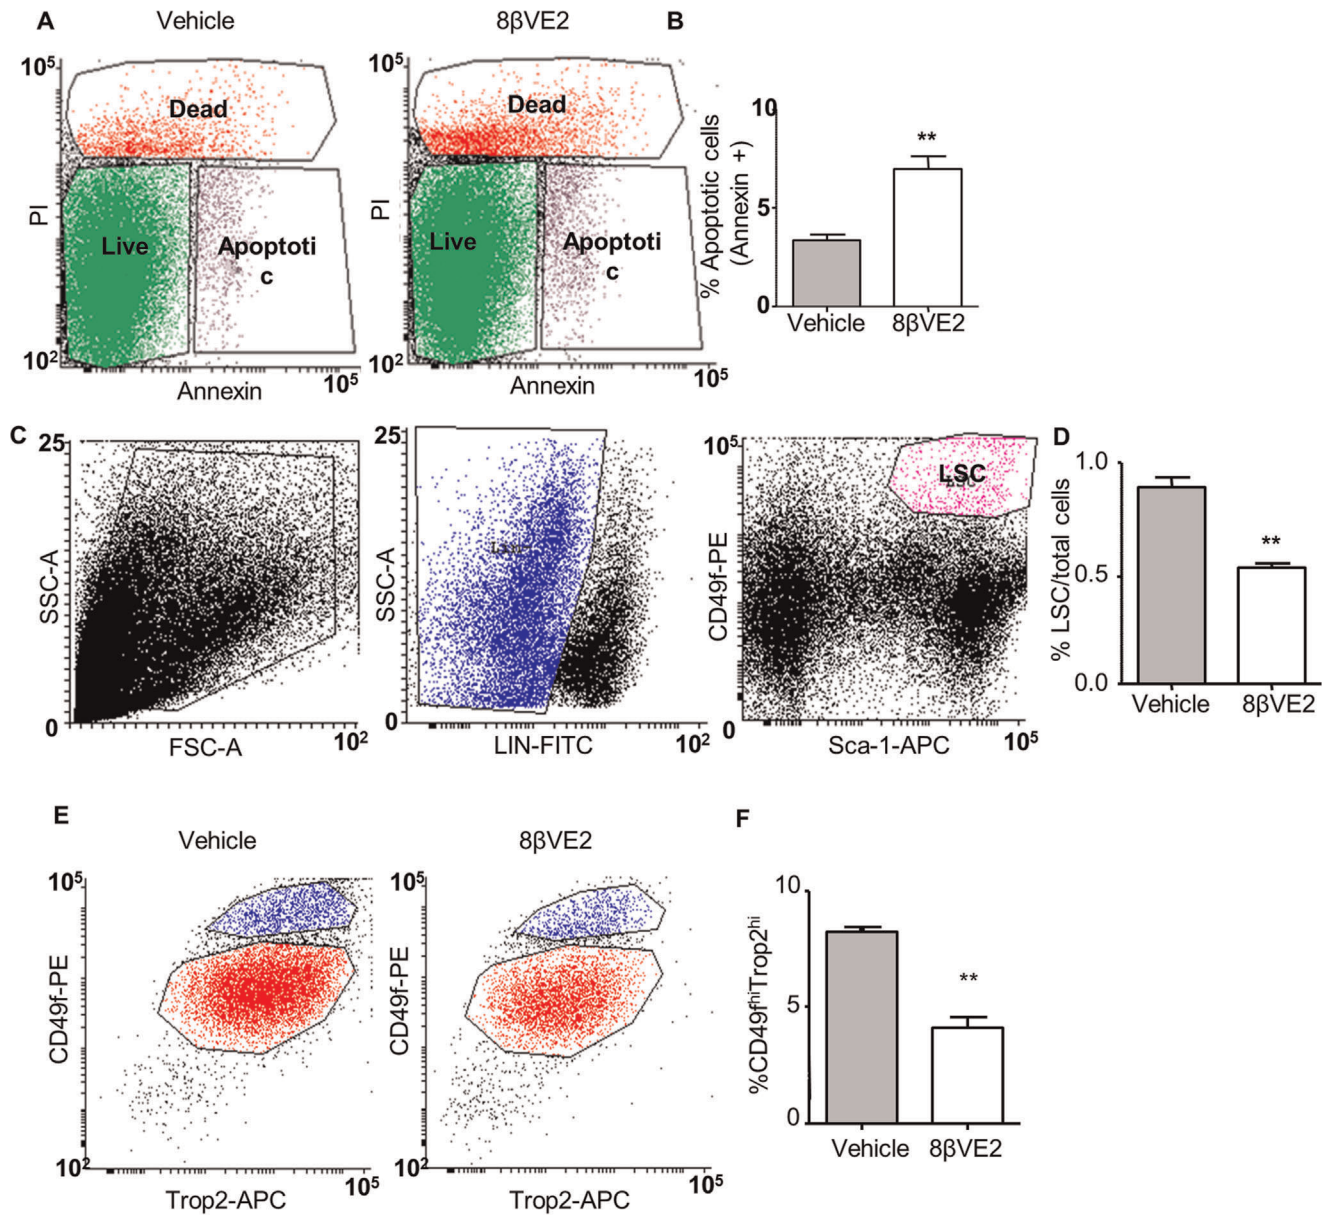 A
Vehicle
8βVE2
10⁵
Dead
Live
Apoptoti
c
PI
10²
Annexin
10⁵
10⁵
Dead
Live
Apoptoti
c
PI
10²
Annexin
10⁵
B
10
**
5
0
% Apoptotic cells
(Annexin +)
Vehicle
8βVE2
C
25
SSC-A
0
FSC-A
10²
25
SSC-A
0
LIN-FITC
10²
10⁵
LSC
CD49f-PE
0
Sca-1-APC
10⁵
D
1.0
0.5
0.0
**
% LSC/total cells
Vehicle
8βVE2
E
Vehicle
8βVE2
10⁵
CD49f-PE
10²
Trop2-APC
10⁵
10⁵
CD49f-PE
10²
Trop2-APC
10⁵
F
10
5
0
**
%CD49fʰⁱTrop2ʰⁱ
Vehicle
8βVE2